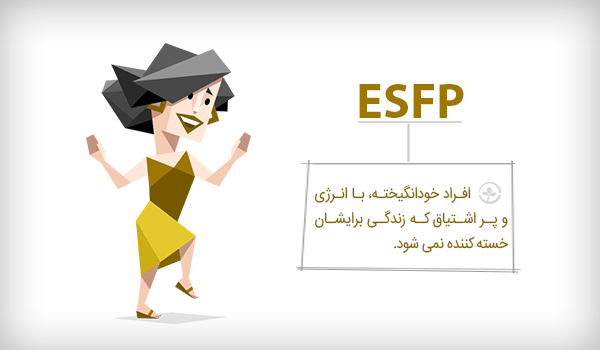 ESFP
افراد خودانگیخته، با انرژی
و پر اشتیاق که زندگی برایشان
خسته کننده نمی شود.